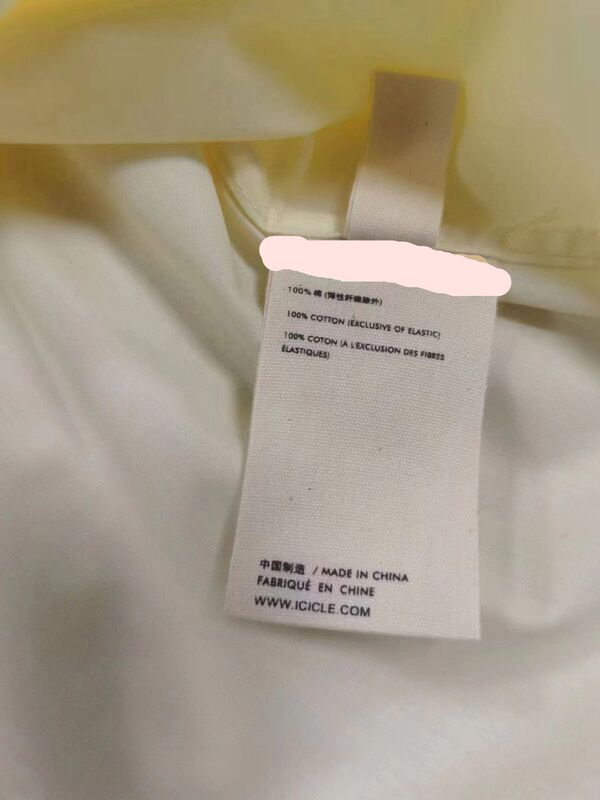 100% 棉 (弹性纤维除外)
100% COTTON (EXCLUSIVE OF ELASTIC)
100% COTON (À L'EXCLUSION DES FIBRES
ÉLASTIQUES)
中国制造 / MADE IN CHINA
FABRIQUÉ EN CHINE
WWW.ICICLE.COM